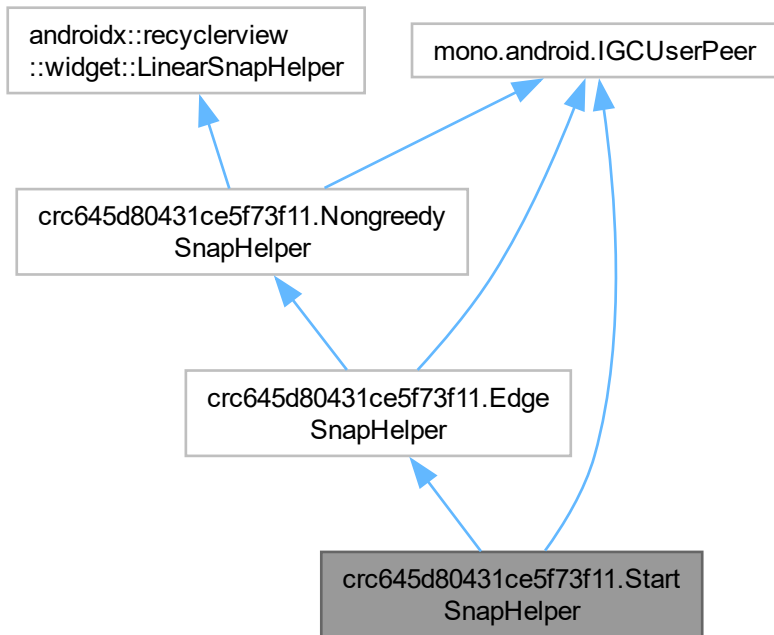 androidx::recyclerview
::widget::LinearSnapHelper
mono.android.IGCUserPeer
crc645d80431ce5f73f11.Nongreedy
SnapHelper
crc645d80431ce5f73f11.Edge
SnapHelper
crc645d80431ce5f73f11.Start
SnapHelper